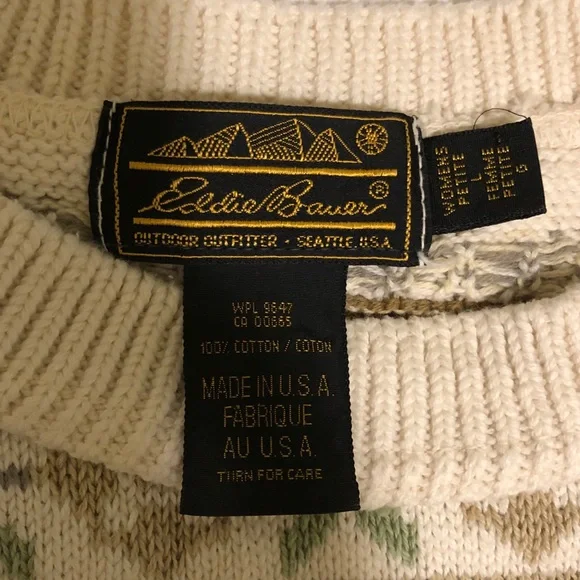 Eddie Bauer®
OUTDOOR OUTFITTER • SEATTLE, U.S.A.
WOMENS
PETITE
L
FEMME
PETITE
G
WPL 9647
CA 00665
100% COTTON / COTON
MADE IN U.S.A.
FABRIQUE
AU U.S.A.
TURN FOR CARE